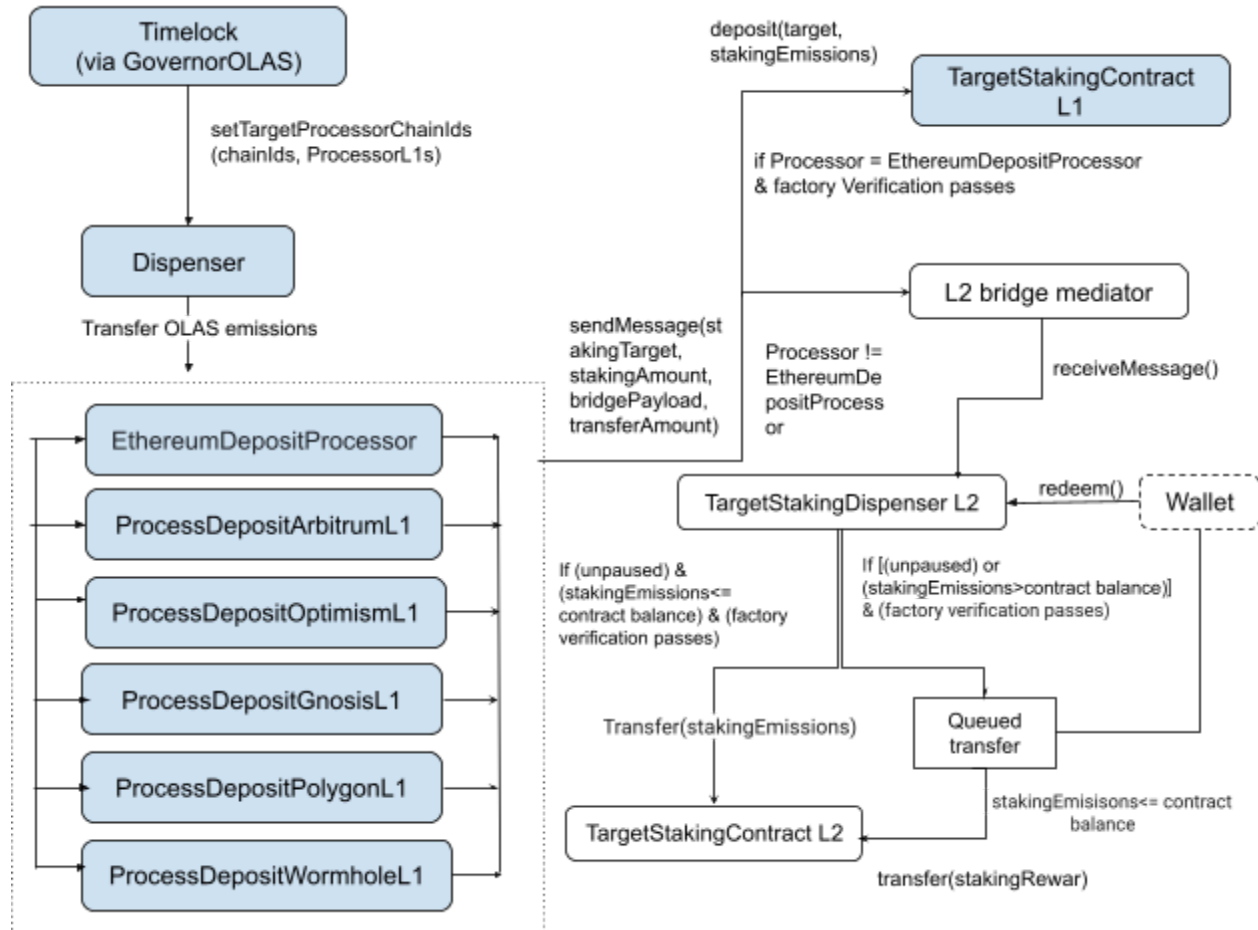 Timelock
(via GovernorOLAS)
setTargetProcessorChainIds
(chainIds, ProcessorL1s)
Dispenser
Transfer OLAS emissions
EthereumDepositProcessor
ProcessDepositArbitrumL1
ProcessDepositOptimismL1
ProcessDepositGnosisL1
ProcessDepositPolygonL1
ProcessDepositWormholeL1
sendMessage(st
akingTarget,
stakingAmount,
bridgePayload,
transferAmount)
deposit(target,
stakingEmissions)
TargetStakingContract
L1
if Processor = EthereumDepositProcessor
& factory Verification passes
L2 bridge mediator
Processor !=
EthereumDe
positProcess
or
receiveMessage()
TargetStakingDispenser L2
redeem()
Wallet
If (unpaused) &
(stakingEmissions<=
contract balance) & (factory
verification passes)
If [(unpaused) or
(stakingEmissions>contract balance)]
& (factory verification passes)
Transfer(stakingEmissions)
Queued
transfer
stakingEmisisons<= contract
balance
TargetStakingContract L2
transfer(stakingRewar)